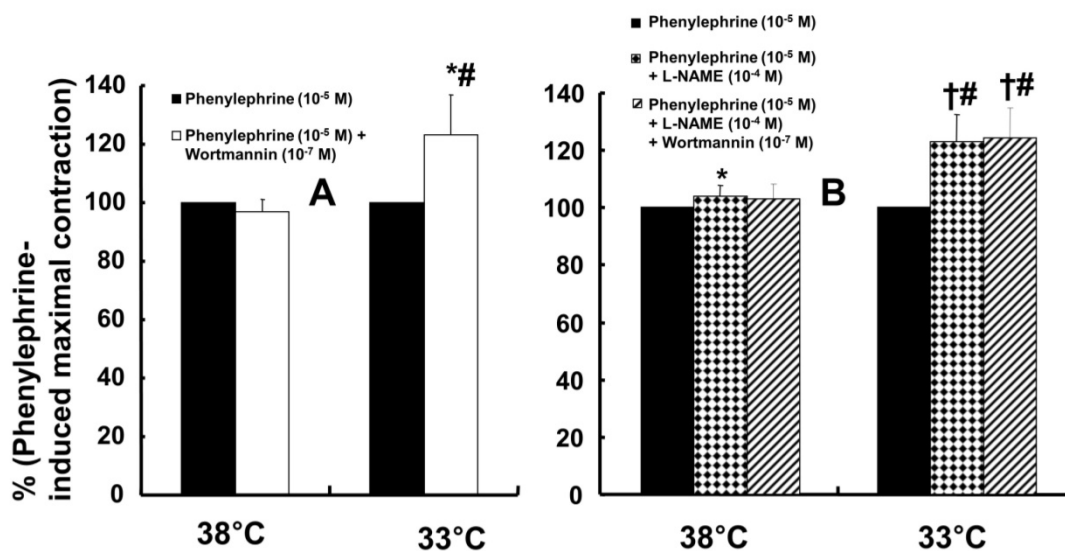 % (Phenylephrine-
induced maximal contraction)
140
120
100
80
60
40
20
0
Phenylephrine (10-5 M)
Phenylephrine (10-5 M) +
Wortmannin (10-7 M)
*#
A
38°C
33°C
Phenylephrine (10-5 M)
Phenylephrine (10-5 M)
+ L-NAME (10-4 M)
Phenylephrine (10-5 M)
+ L-NAME (10-4 M)
+ Wortmannin (10-7 M)
140
120
100
80
60
40
20
0
*
B
†#
†#
38°C
33°C